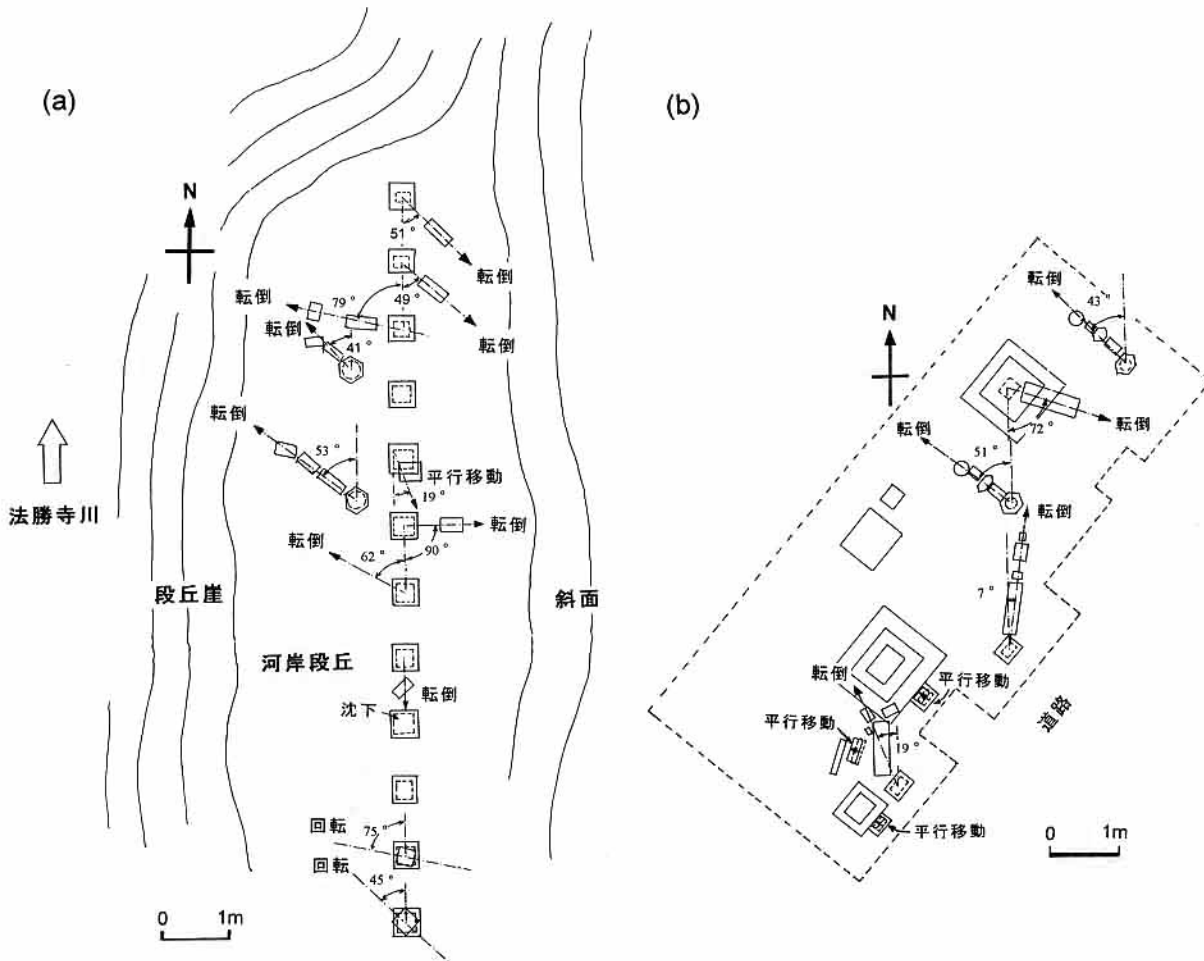 (a)
N
51°
転倒
転倒
79°
49°
転倒
転倒
41°
転倒
53°
平行移動
19°
法勝寺川
転倒
転倒
62°
90°
段丘崖
斜面
河岸段丘
転倒
沈下
回転
75°
回転
45°
0 1m
(b)
N
転倒
43°
転倒
72°
転倒
51°
転倒
7°
転倒
平行移動
道路
平行移動
19°
平行移動
0 1m